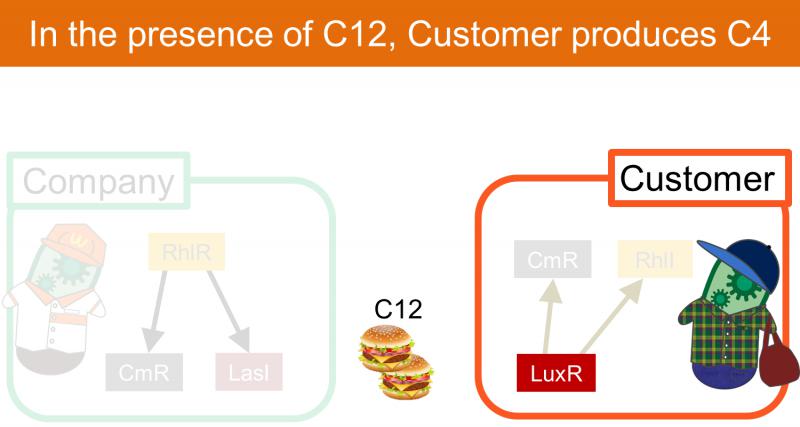 In the presence of C12, Customer produces C4
Company
Customer
RhlR
CmR
RhlI
C12
CmR
LasI
LuxR